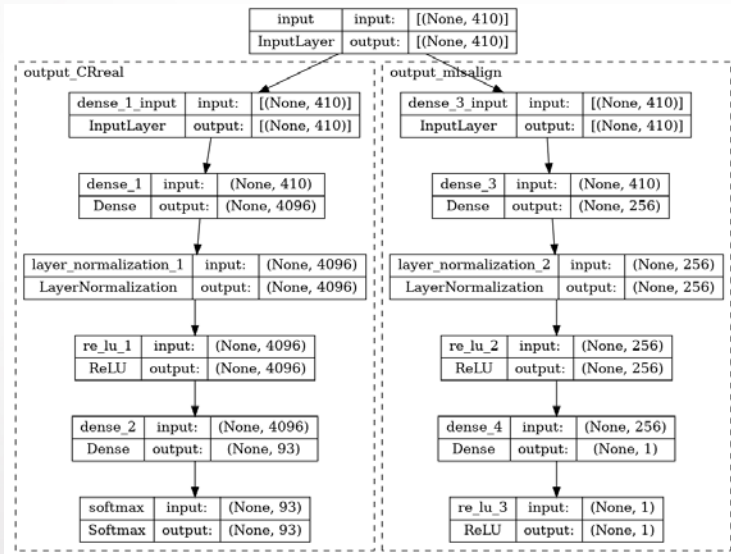 input input: [(None, 410)]
InputLayer output: [(None, 410)]
output_CRreal
dense_1_input input: [(None, 410)]
InputLayer output: [(None, 410)]
dense_1 input: (None, 410)
Dense output: (None, 4096)
layer_normalization_1 input: (None, 4096)
LayerNormalization output: (None, 4096)
re_lu_1 input: (None, 4096)
ReLU output: (None, 4096)
dense_2 input: (None, 4096)
Dense output: (None, 93)
softmax input: (None, 93)
Softmax output: (None, 93)
output_misalign
dense_3_input input: [(None, 410)]
InputLayer output: [(None, 410)]
dense_3 input: (None, 410)
Dense output: (None, 256)
layer_normalization_2 input: (None, 256)
LayerNormalization output: (None, 256)
re_lu_2 input: (None, 256)
ReLU output: (None, 256)
dense_4 input: (None, 256)
Dense output: (None, 1)
re_lu_3 input: (None, 1)
ReLU output: (None, 1)